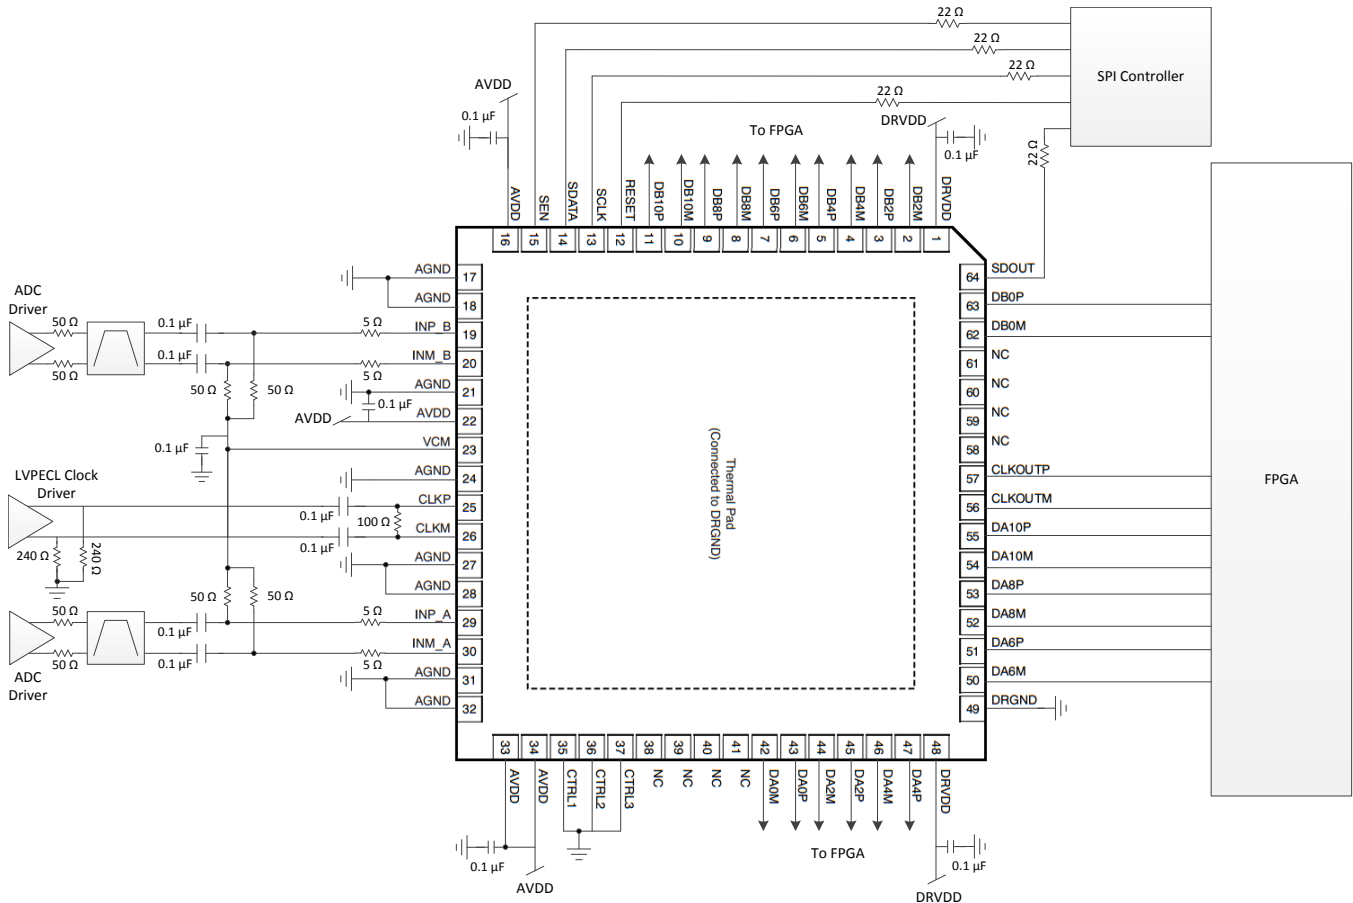 22 Ω
22 Ω
22 Ω
22 Ω
SPI Controller
AVDD
0.1 µF
To FPGA
DRVDD
0.1 µF
22 Ω
AVDD
SEN
SDATA
SCLK
RESET
DB10P
DB10M
DB8P
DB8M
DB6P
DB6M
DB4P
DB4M
DB2P
DB2M
DRVDD
16
15
14
13
12
11
10
9
8
7
6
5
4
3
2
1
ADC
Driver
50 Ω
50 Ω
0.1 µF
0.1 µF
5 Ω
5 Ω
50 Ω
50 Ω
0.1 µF
AVDD
0.1 µF
LVPECL Clock
Driver
240 Ω
240 Ω
0.1 µF
0.1 µF
100 Ω
50 Ω
50 Ω
50 Ω
50 Ω
0.1 µF
0.1 µF
5 Ω
5 Ω
ADC
Driver
AGND 17
AGND 18
INP_B 19
INM_B 20
AGND 21
AVDD 22
VCM 23
AGND 24
CLKP 25
CLKM 26
AGND 27
AGND 28
INP_A 29
INM_A 30
AGND 31
AGND 32
Thermal Pad
(Connected to DRGND)
64 SDOUT
63 DB0P
62 DB0M
61 NC
60 NC
59 NC
58 NC
57 CLKOUTP
56 CLKOUTM
55 DA10P
54 DA10M
53 DA8P
52 DA8M
51 DA6P
50 DA6M
49 DRGND
FPGA
33
34
35
36
37
38
39
40
41
42
43
44
45
46
47
48
AVDD
AVDD
CTRL1
CTRL2
CTRL3
NC
NC
NC
NC
DA0M
DA0P
DA2M
DA2P
DA4M
DA4P
DRVDD
0.1 µF
AVDD
To FPGA
0.1 µF
DRVDD